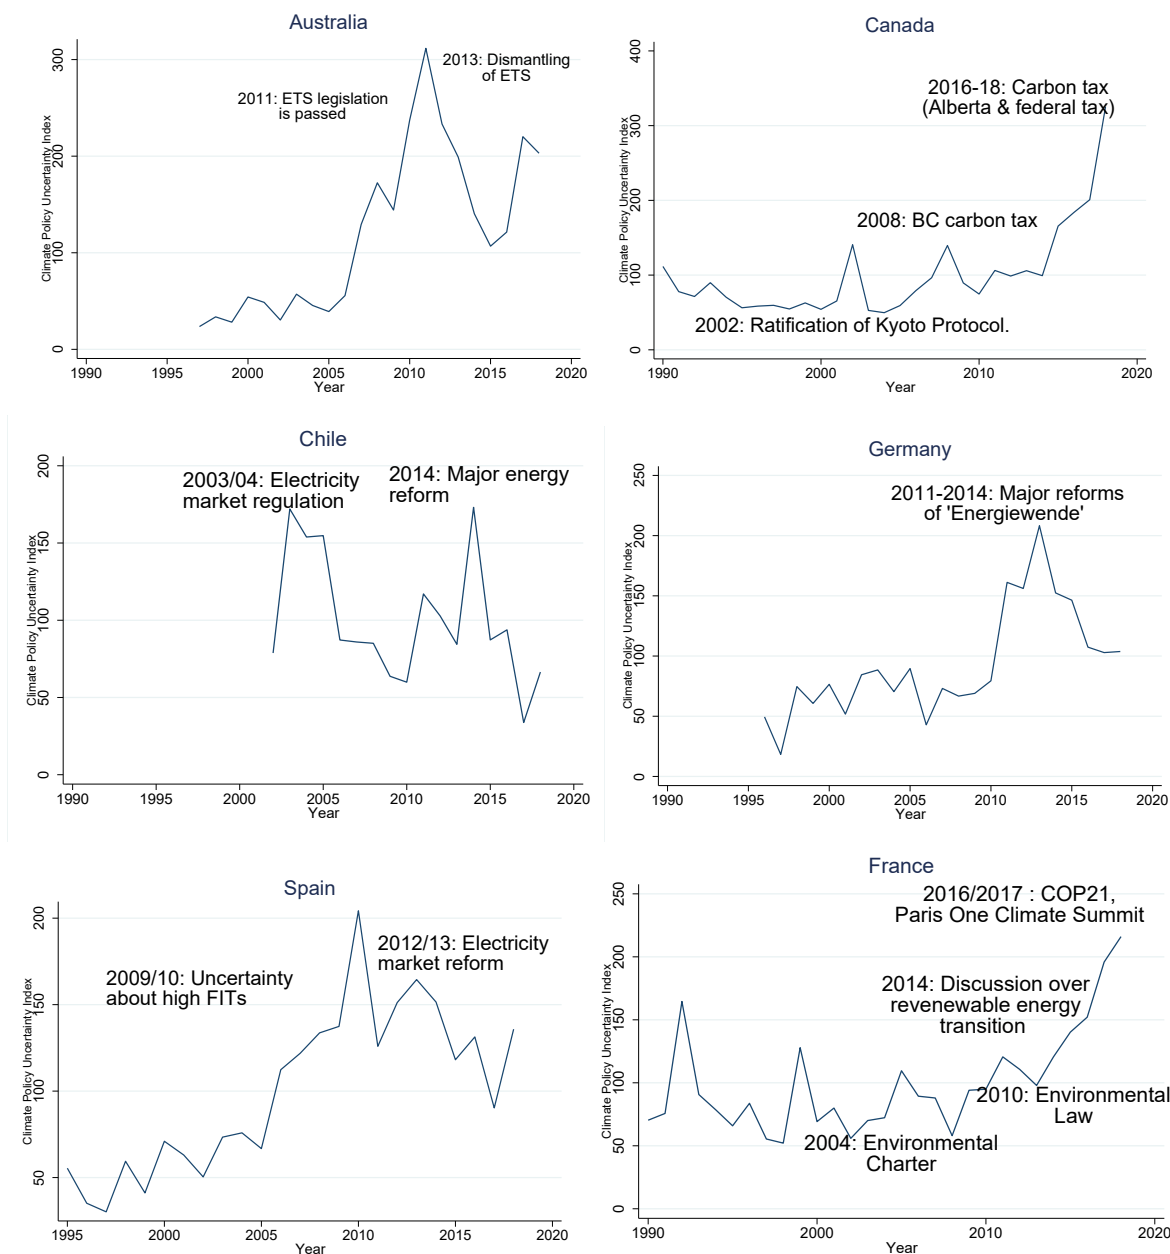 Australia
Climate Policy Uncertainty Index
300
200
100
0
2011: ETS legislation
is passed
2013: Dismantling
of ETS
1990 1995 2000 2005 2010 2015 2020
Year
Canada
Climate Policy Uncertainty Index
400
300
200
100
0
2016-18: Carbon tax
(Alberta & federal tax)
2008: BC carbon tax
2002: Ratification of Kyoto Protocol.
1990 2000 2010 2020
Year
Chile
Climate Policy Uncertainty Index
200
150
100
50
0
2003/04: Electricity
market regulation
2014: Major energy
reform
1990 1995 2000 2005 2010 2015 2020
Year
Germany
Climate Policy Uncertainty Index
250
200
150
100
50
0
2011-2014: Major reforms
of 'Energiewende'
1990 1995 2000 2005 2010 2015 2020
Year
Spain
Climate Policy Uncertainty Index
200
150
100
50
2009/10: Uncertainty
about high FITs
2012/13: Electricity
market reform
1995 2000 2005 2010 2015 2020
Year
France
Climate Policy Uncertainty Index
250
200
150
100
50
0
2016/2017 : COP21,
Paris One Climate Summit
2014: Discussion over
revenewable energy
transition
2010: Environmental
Law
2004: Environmental
Charter
1990 2000 2010 2020
Year